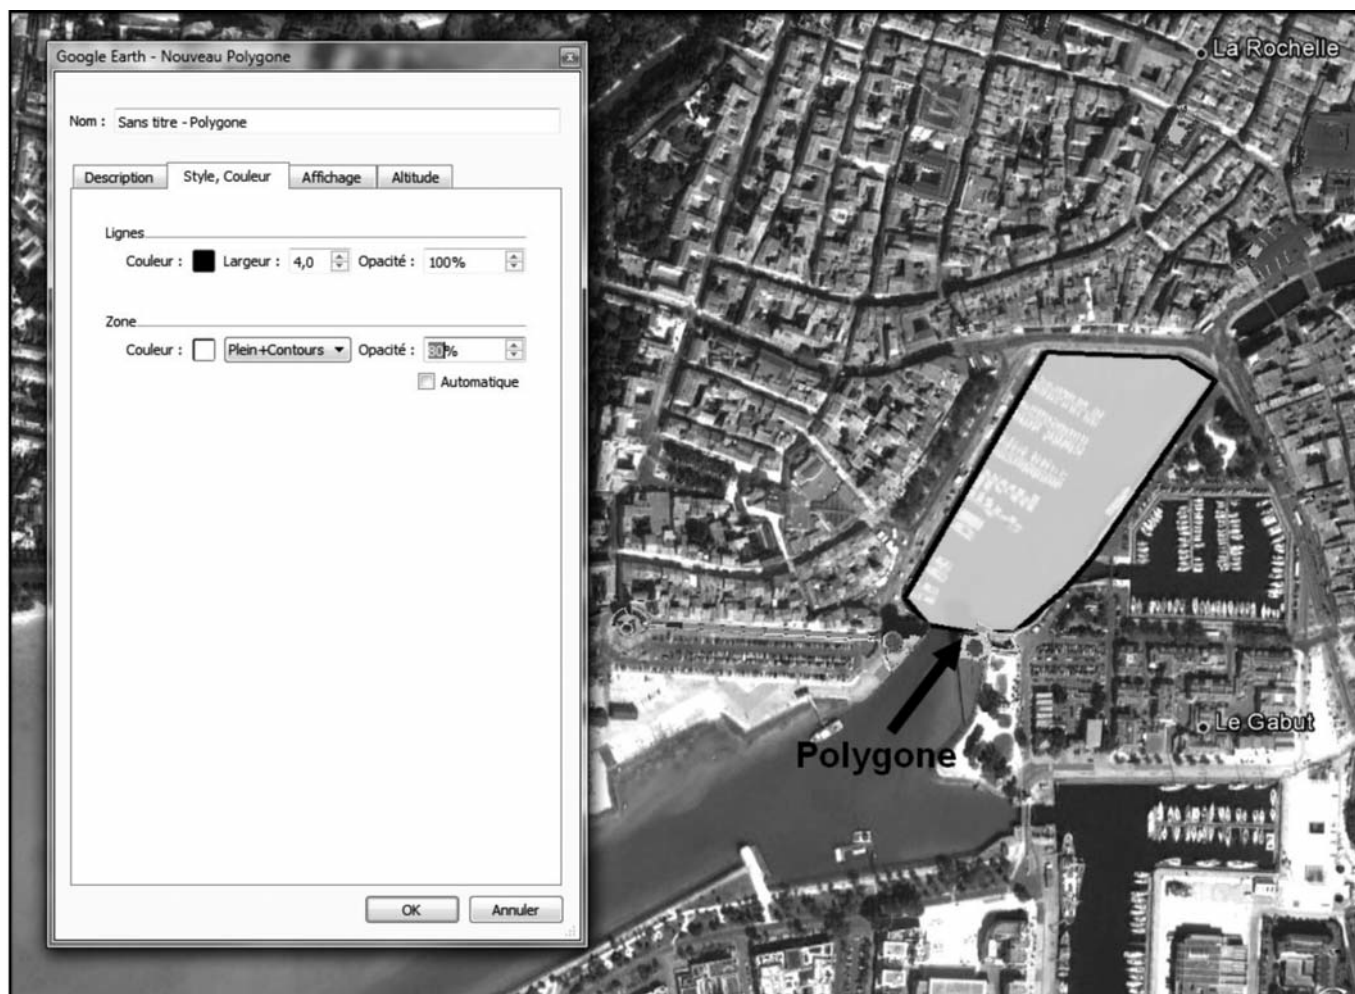 Google Earth - Nouveau Polygone
Nom : Sans titre - Polygone
Description Style, Couleur Affichage Altitude
Lignes
Couleur : Largeur : 4,0 Opacité : 100%
Zone
Couleur : Plein+Contours Opacité : 80%
Automatique
OK Annuler
La Rochelle
Le Gabut
Polygone